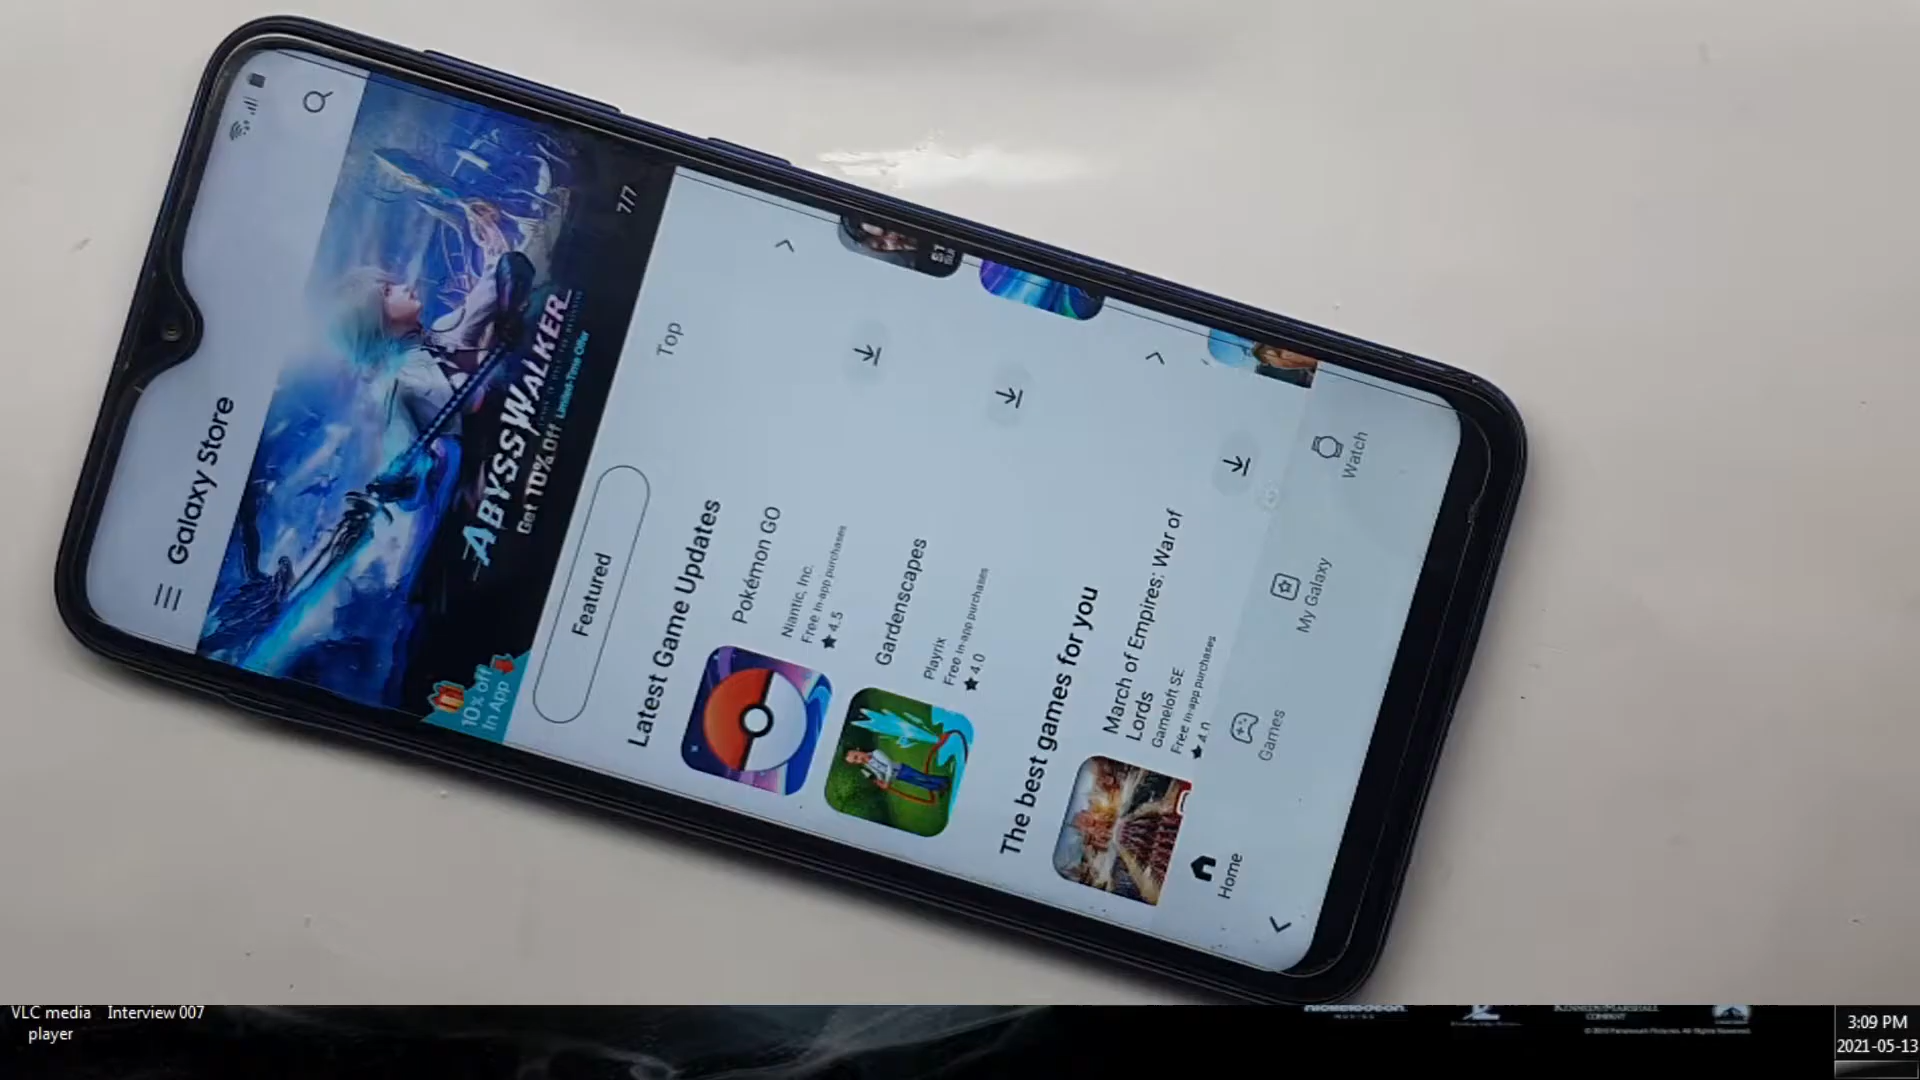 Galaxy Store
ABYSSWALKER
Get 10% Off Limited-Time Offer
10% off
In App
7/7
Featured
Top
Latest Game Updates
Pokémon GO
Niantic, Inc.
Free In-app purchases
★ 4.5
Gardenscapes
Playrix
Free In-app purchases
★ 4.0
The best games for you
March of Empires: War of
Lords
Gameloft SE
Free In-app purchases
Home
Games
My Galaxy
Watch
VLC media
player
Interview 007
3:09 PM
2021-05-13